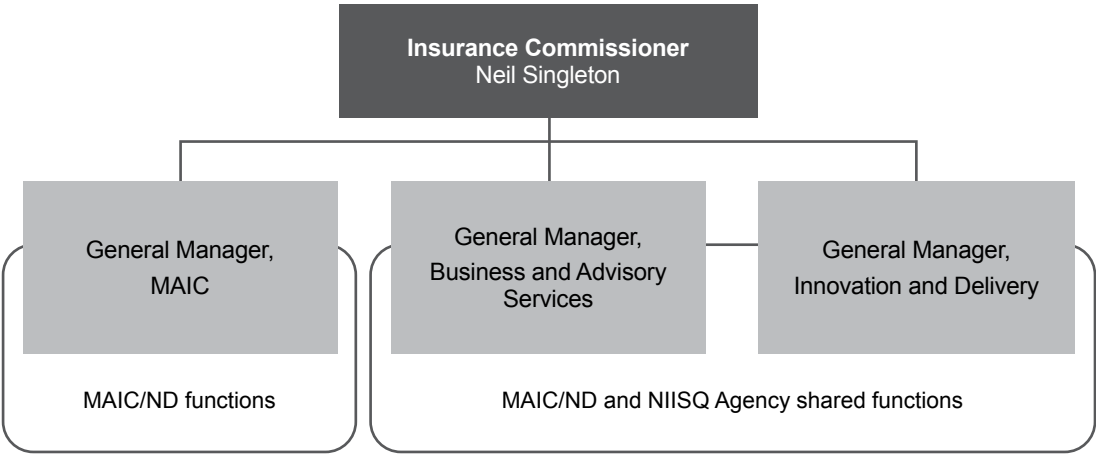 Insurance Commissioner
Neil Singleton
General Manager,
MAIC
General Manager,
Business and Advisory
Services
General Manager,
Innovation and Delivery
MAIC/ND functions
MAIC/ND and NIISQ Agency shared functions